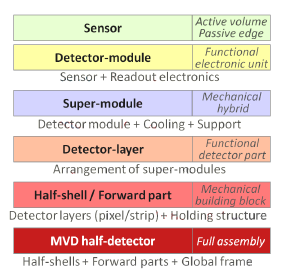 Sensor
Active volume
Passive edge
Detector-module
Functional
electronic unit
Sensor + Readout electronics
Super-module
Mechanical
hybrid
Detector module + Cooling + Support
Detector-layer
Functional
detector part
Arrangement of super-modules
Half-shell / Forward part
Mechanical
building block
Detector layers (pixel/strip) + Holding structure
MVD half-detector
Full assembly
Half-shells + Forward parts + Global frame